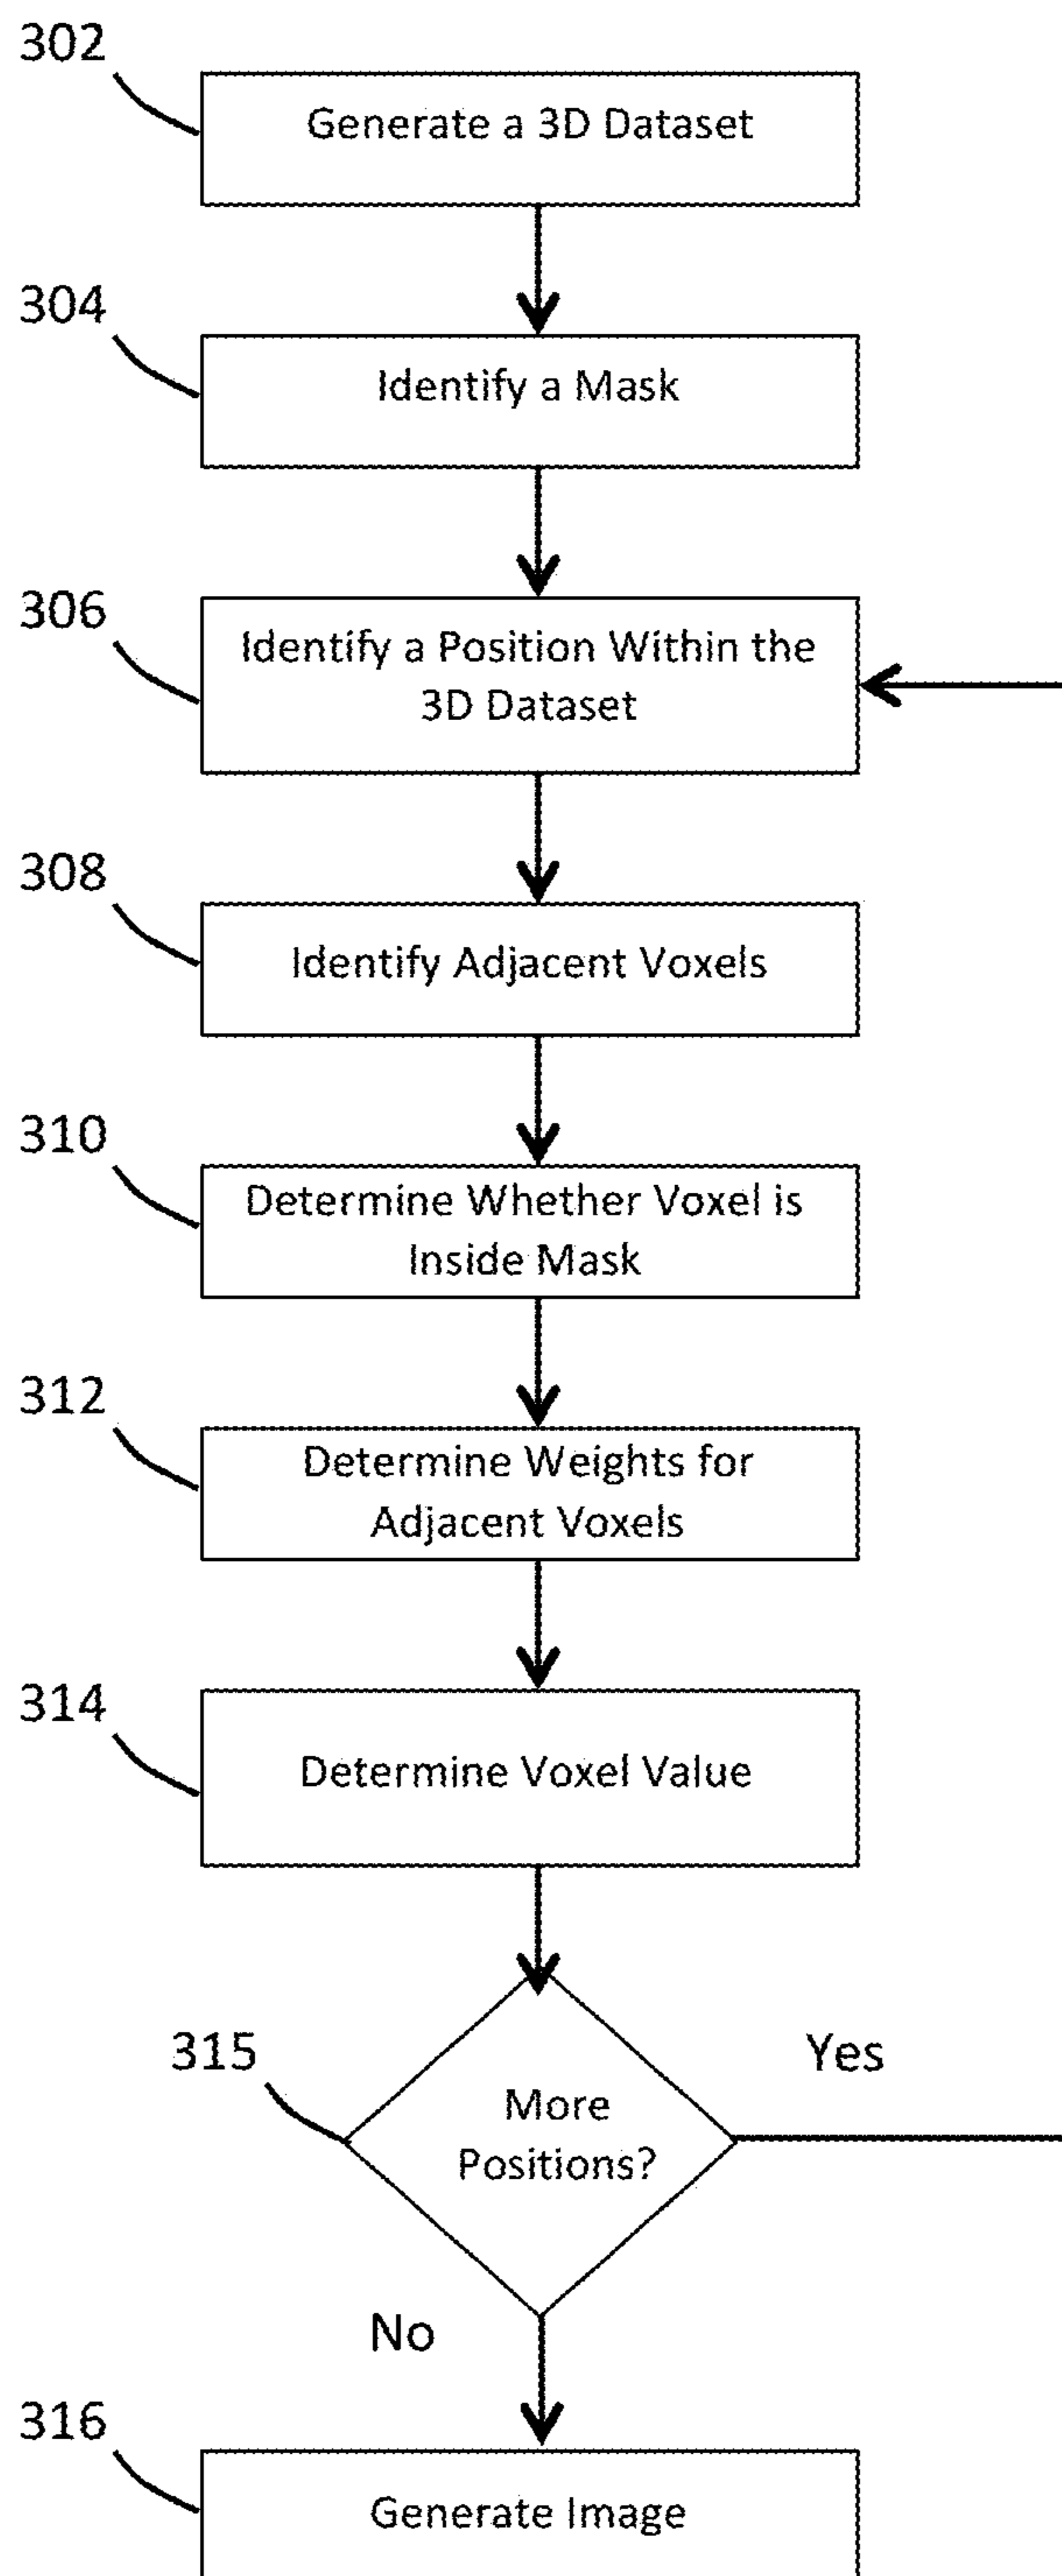 302
Generate a 3D Dataset
304
Identify a Mask
306
Identify a Position Within the
3D Dataset
308
Identify Adjacent Voxels
310
Determine Whether Voxel is
Inside Mask
312
Determine Weights for
Adjacent Voxels
314
Determine Voxel Value
315
More
Positions?
Yes
No
316
Generate Image